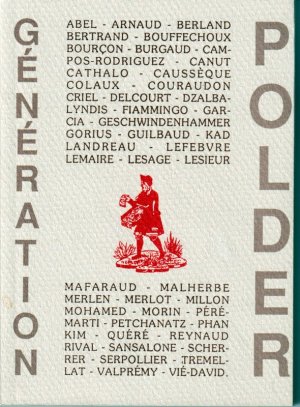 GÉNÉRATION
POLDER
ABEL - ARNAUD - BERLAND
BERTRAND - BOUFFECHOUX
BOURÇON - BURGAUD - CAM-
POS-RODRIGUEZ - CANUT
CATHALO - CAUSSÈQUE
COLAUX - COURAUDON
CRIEL - DELCOURT - DZALBA-
LYNDIS - FIAMMINGO - GAR-
CIA - GESCHWINDENHAMMER
GORIUS - GUILBAUD - KAD
LANDREAU - LEFEBVRE
LEMAIRE - LESAGE - LESIEUR
MAFARAUD - MALHERBE
MERLEN - MERLOT - MILLON
MOHAMED - MORIN - PÉRÉ-
MARTI - PETCHANATZ - PHAN
KIM - QUÉRÉ - REYNAUD
RIVAL - SANSALONE - SCHER-
RER - SERPOLLIER - TREMEL-
LAT - VALPRÉMY - VIÉ-DAVID.